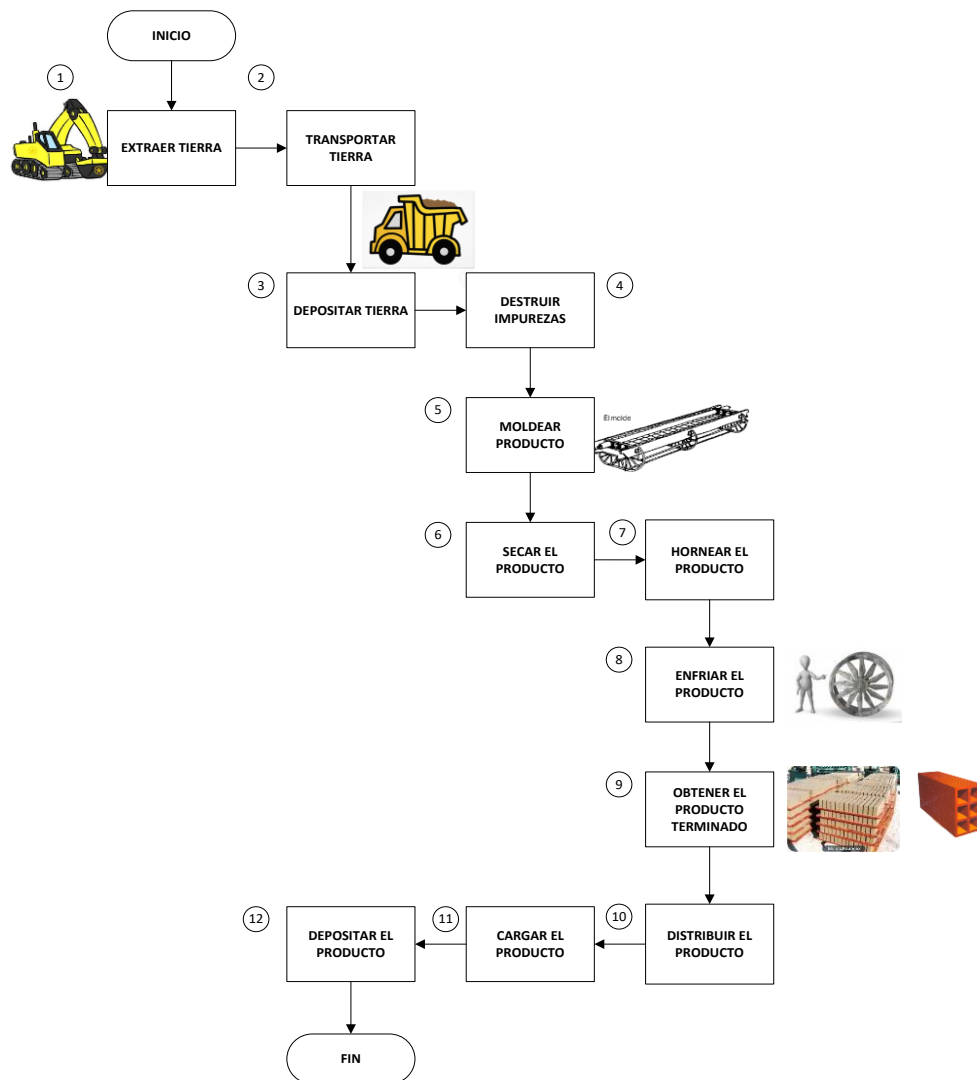 INICIO
1
2
EXTRAER TIERRA
TRANSPORTAR
TIERRA
3
4
DEPOSITAR TIERRA
DESTRUIR
IMPUREZAS
5
MOLDEAR
PRODUCTO
El molde
6
7
SECAR EL
PRODUCTO
HORNEAR EL
PRODUCTO
8
ENFRIAR EL
PRODUCTO
9
OBTENER EL
PRODUCTO
TERMINADO
10
DISTRIBUIR EL
PRODUCTO
11
CARGAR EL
PRODUCTO
12
DEPOSITAR EL
PRODUCTO
FIN